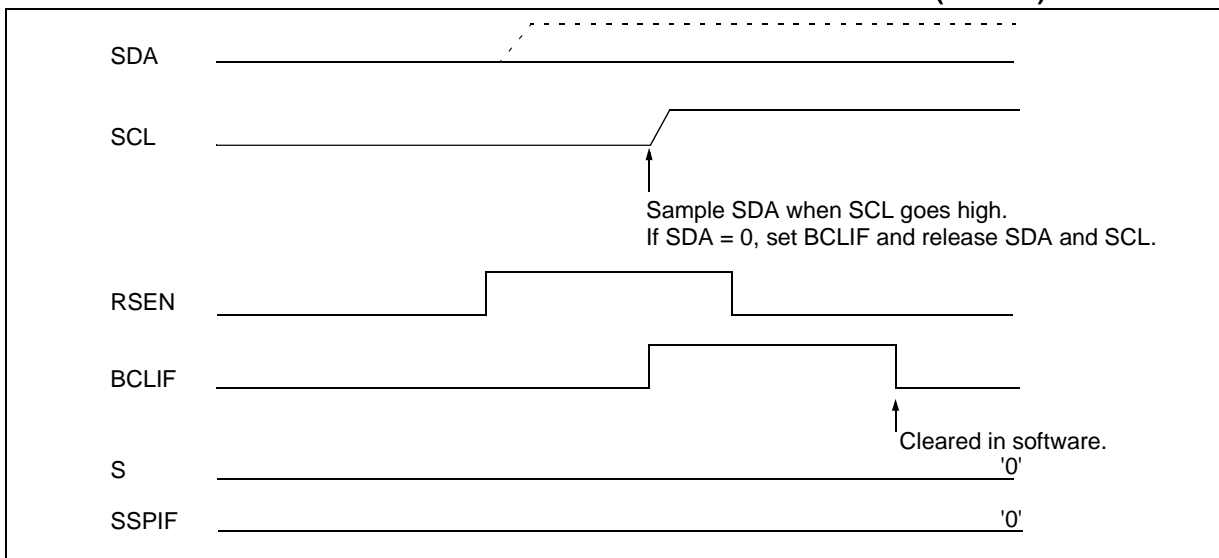 SDA
SCL
Sample SDA when SCL goes high.
If SDA = 0, set BCLIF and release SDA and SCL.
RSEN
BCLIF
Cleared in software.
S
'0'
SSPIF
'0'